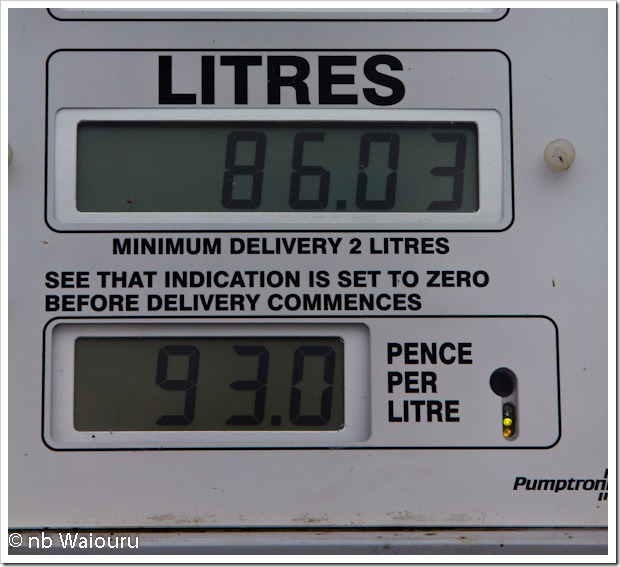 LITRES
86.03
MINIMUM DELIVERY 2 LITRES
SEE THAT INDICATION IS SET TO ZERO
BEFORE DELIVERY COMMENCES
93.0
PENCE
PER
LITRE
© nb Waiouru